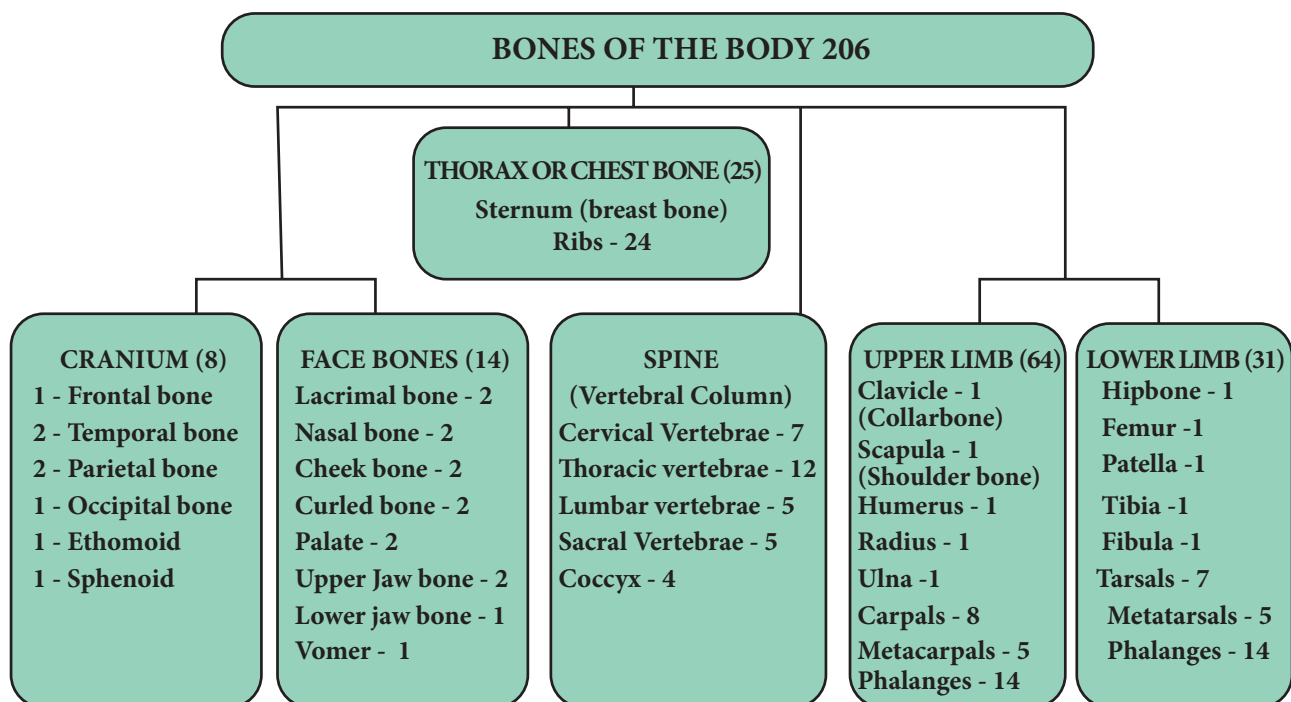 BONES OF THE BODY 206
THORAX OR CHEST BONE (25)
Sternum (breast bone)
Ribs - 24
CRANIUM (8)
1 - Frontal bone
2 - Temporal bone
2 - Parietal bone
1 - Occipital bone
1 - Ethomoid
1 - Sphenoid
FACE BONES (14)
Lacrimal bone - 2
Nasal bone - 2
Cheek bone - 2
Curled bone - 2
Palate - 2
Upper Jaw bone - 2
Lower jaw bone - 1
Vomer - 1
SPINE
(Vertebral Column)
Cervical Vertebrae - 7
Thoracic vertebrae - 12
Lumbar vertebrae - 5
Sacral Vertebrae - 5
Coccyx - 4
UPPER LIMB (64)
Clavicle - 1
(Collarbone)
Scapula - 1
(Shoulder bone)
Humerus - 1
Radius - 1
Ulna -1
Carpals - 8
Metacarpals - 5
Phalanges - 14
LOWER LIMB (31)
Hipbone - 1
Femur -1
Patella -1
Tibia -1
Fibula -1
Tarsals - 7
Metatarsals - 5
Phalanges - 14